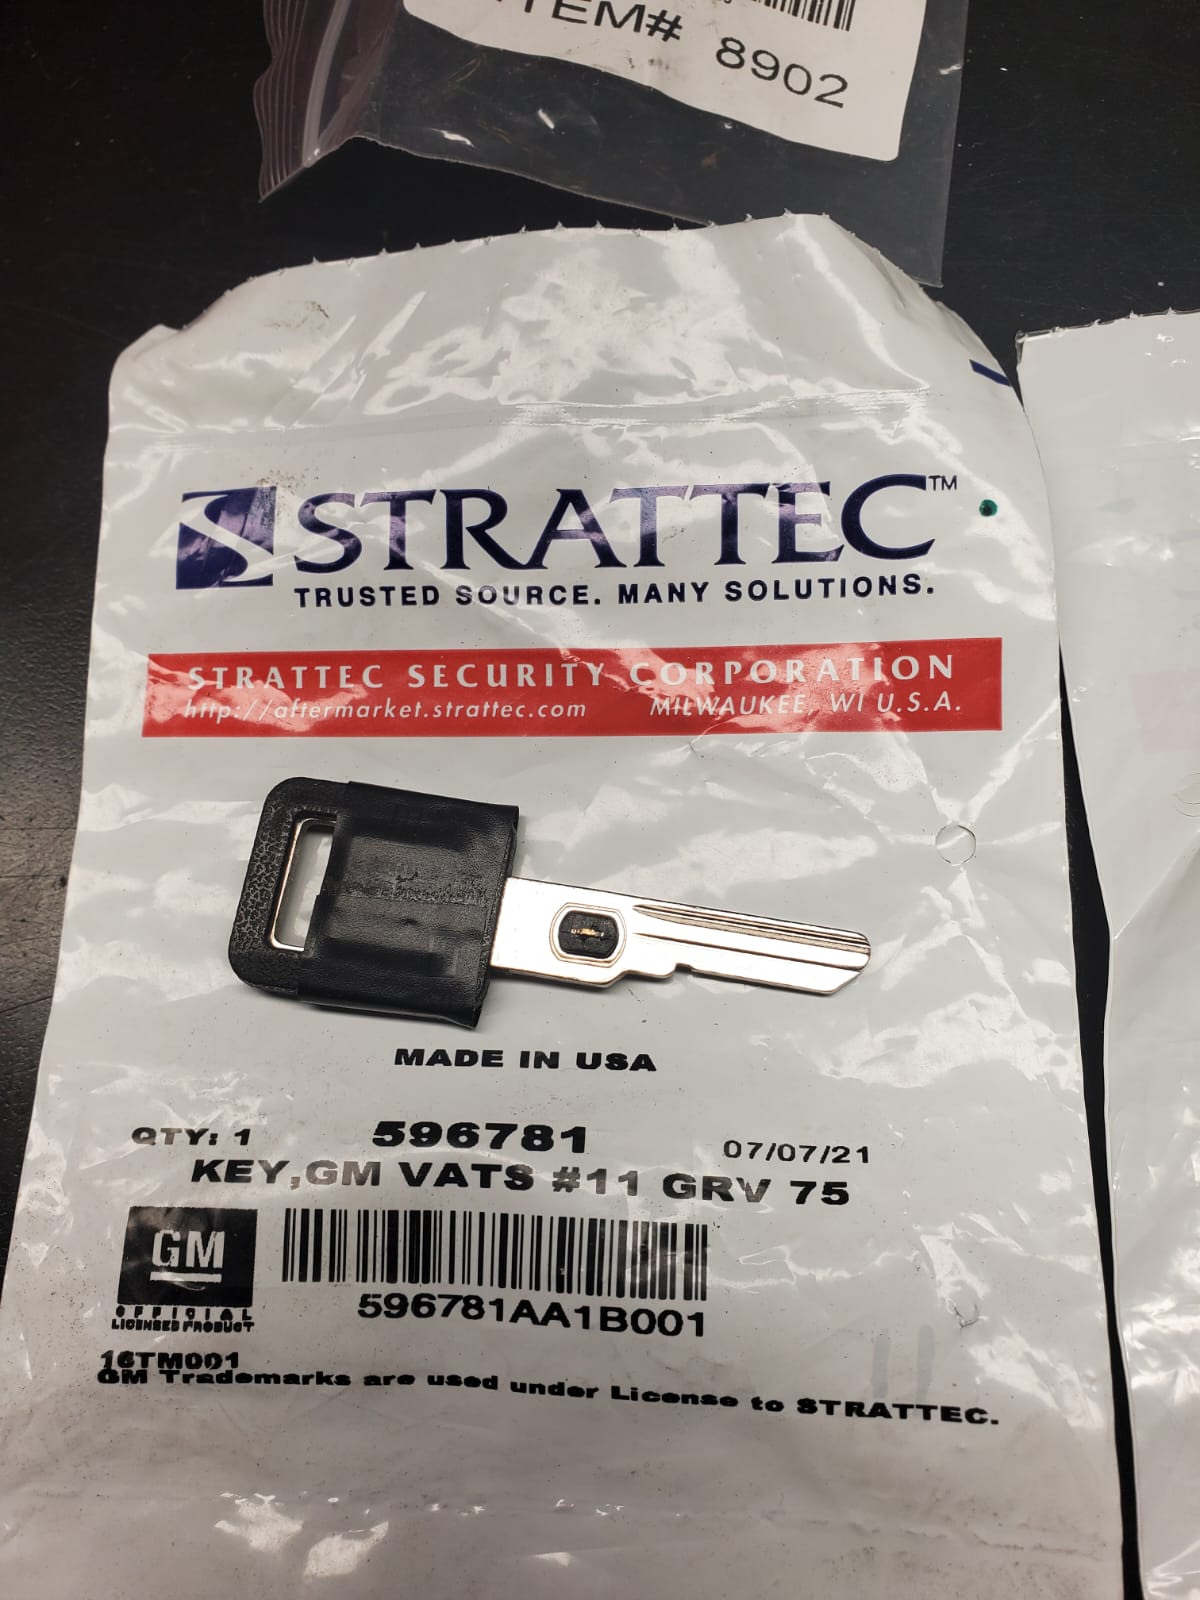 ITEM# 8902
STRATTEC™
TRUSTED SOURCE. MANY SOLUTIONS.
STRATTEC SECURITY CORPORATION
http://aftermarket.strattec.com MILWAUKEE, WI U.S.A.
MADE IN USA
QTY: 1 596781 07/07/21
KEY,GM VATS #11 GRV 75
GM
OFFICIAL
LICENSED PRODUCT
596781AA1B001
11
16TM001
GM Trademarks are used under License to STRATTEC.